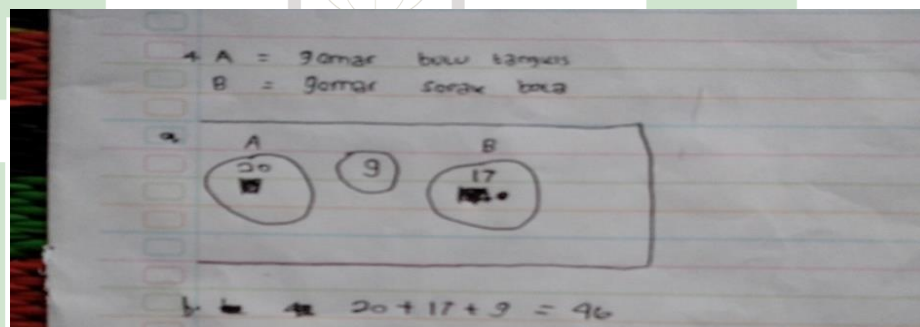 4 A = gemar bulu tangkis
B = gemar sepak bola
a.
A B
20 9 17
b. 20 + 17 + 9 = 46